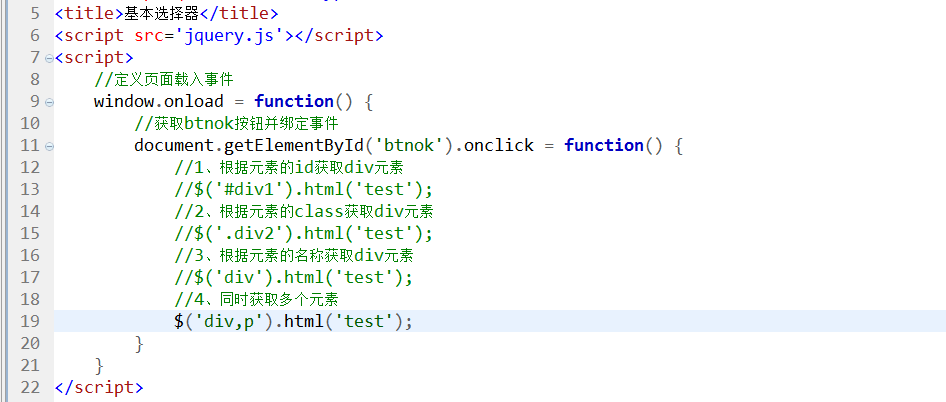 5 <title>基本选择器</title>
6 <script src='jquery.js'></script>
7 <script>
8 //定义页面载入事件
9 window.onload = function() {
10 //获取btnok按钮并绑定事件
11 document.getElementById('btnok').onclick = function() {
12 //1、根据元素的id获取div元素
13 //$('#div1').html('test');
14 //2、根据元素的class获取div元素
15 //$('.div2').html('test');
16 //3、根据元素的名称获取div元素
17 //$('div').html('test');
18 //4、同时获取多个元素
19 $('div,p').html('test');
20 }
21 }
22 </script>